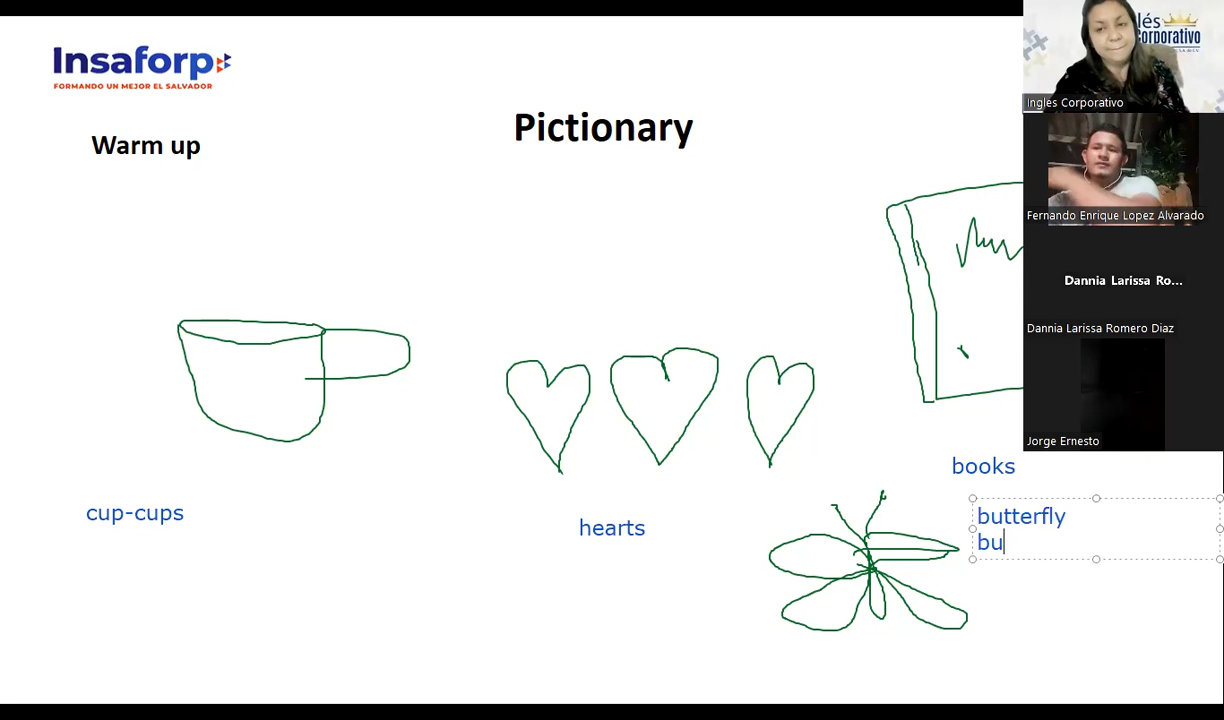 Insaforp
FORMANDO UN MEJOR EL SALVADOR
Warm up
Pictionary
cup-cups
hearts
books
butterfly
bu
lés
Corporativo
Ingles Corporativo
Fernando Enrique Lopez Alvarado
Dannia Larissa Ro...
Dannia Larissa Romero Diaz
Jorge Ernesto